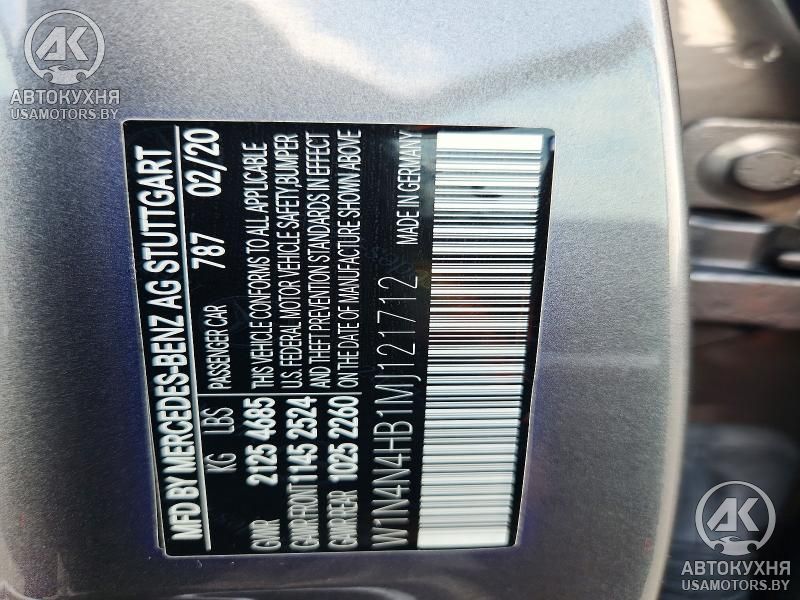 АК
АВТОКУХНЯ
USAMOTORS.BY
MFD BY MERCEDES-BENZ AG STUTTGART
PASSENGER CAR 787 02/20
KG LBS
GVWR 2125 4685
GAWR FRONT 1145 2524
GAWR REAR 1025 2260
THIS VEHICLE CONFORMS TO ALL APPLICABLE
U.S. FEDERAL MOTOR VEHICLE SAFETY,BUMPER
AND THEFT PREVENTION STANDARDS IN EFFECT
ON THE DATE OF MANUFACTURE SHOWN ABOVE
W1N4N4HB1MJ121712 MADE IN GERMANY
АК
АВТОКУХНЯ
USAMOTORS.BY